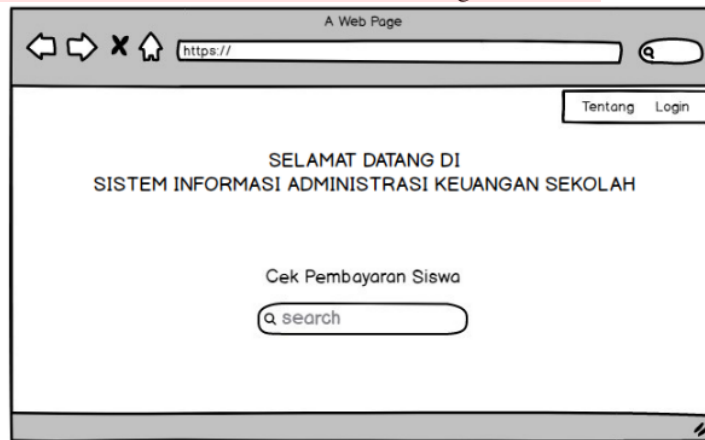 A Web Page
https://
Tentang Login
SELAMAT DATANG DI
SISTEM INFORMASI ADMINISTRASI KEUANGAN SEKOLAH
Cek Pembayaran Siswa
search